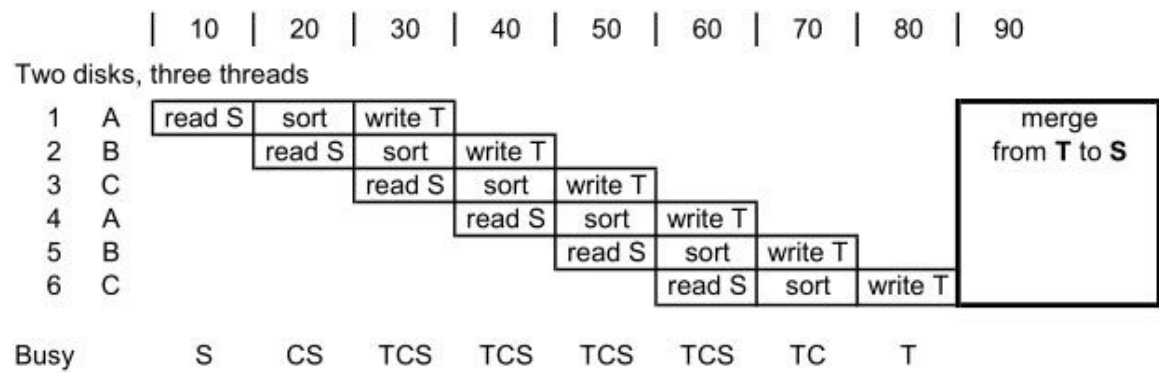 10 20 30 40 50 60 70 80 90
Two disks, three threads
1 A read S sort write T merge
2 B read S sort write T from T to S
3 C read S sort write T
4 A read S sort write T
5 B read S sort write T
6 C read S sort write T
Busy S CS TCS TCS TCS TCS TC T